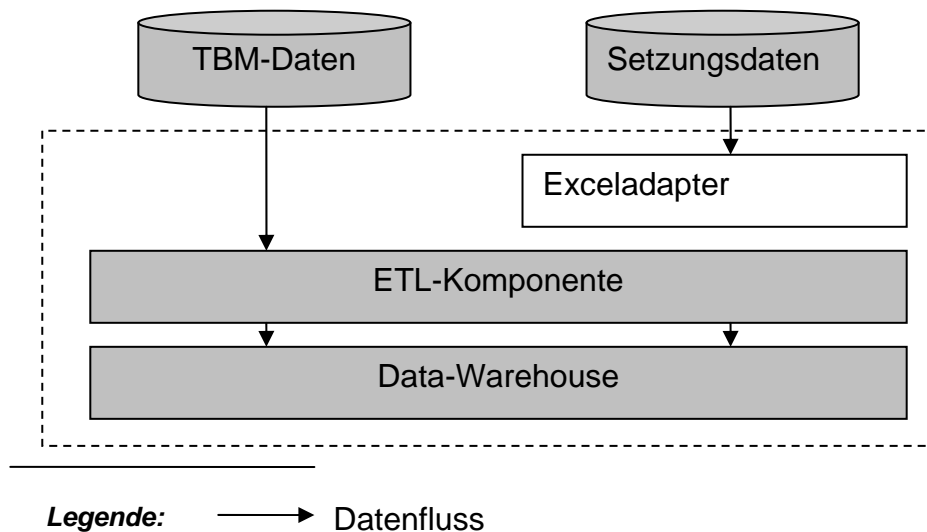 TBM-Daten
Setzungsdaten
Exceladapter
ETL-Komponente
Data-Warehouse
Legende: Datenfluss